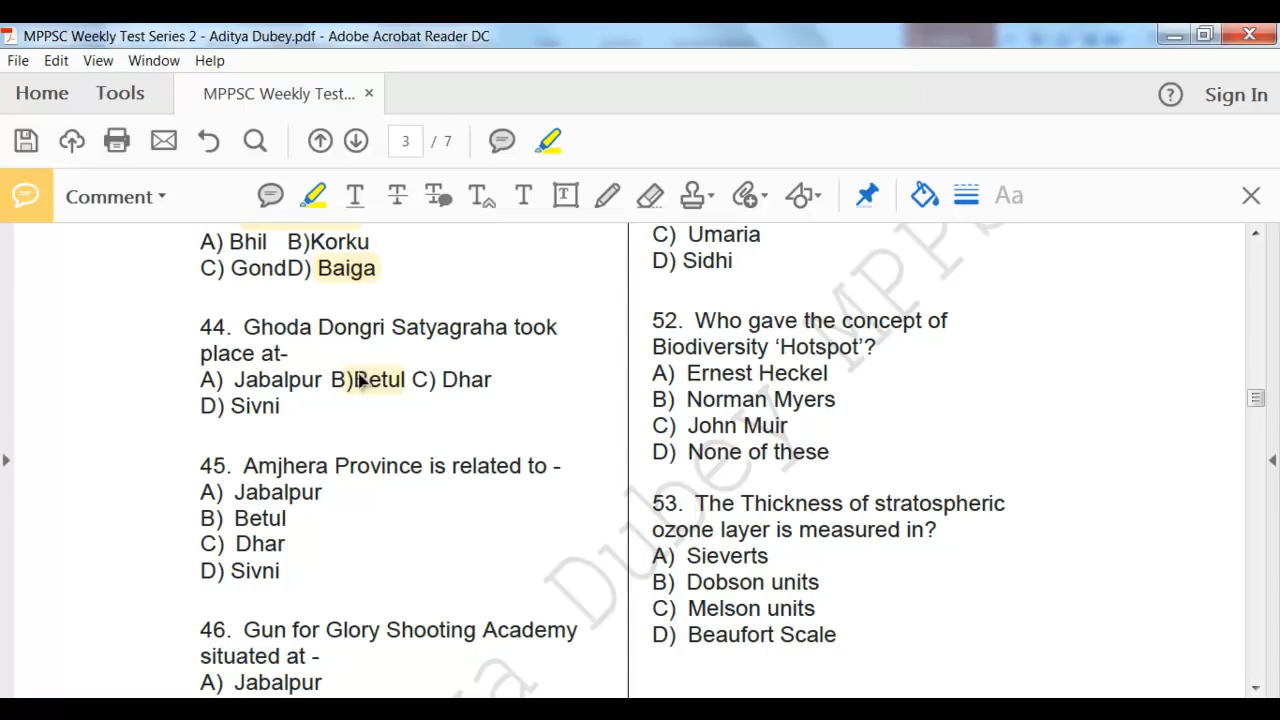 MPPSC Weekly Test Series 2 - Aditya Dubey.pdf - Adobe Acrobat Reader DC
File Edit View Window Help
Home Tools MPPSC Weekly Test... × ? Sign In
3 / 7
Comment Aa
A) Bhil B)Korku
C) GondD) Baiga
44. Ghoda Dongri Satyagraha took
place at-
A) Jabalpur B)Betul C) Dhar
D) Sivni
45. Amjhera Province is related to -
A) Jabalpur
B) Betul
C) Dhar
D) Sivni
46. Gun for Glory Shooting Academy
situated at -
A) Jabalpur
C) Umaria
D) Sidhi
52. Who gave the concept of
Biodiversity ‘Hotspot’?
A) Ernest Heckel
B) Norman Myers
C) John Muir
D) None of these
53. The Thickness of stratospheric
ozone layer is measured in?
A) Sieverts
B) Dobson units
C) Melson units
D) Beaufort Scale
Dubey MPPS